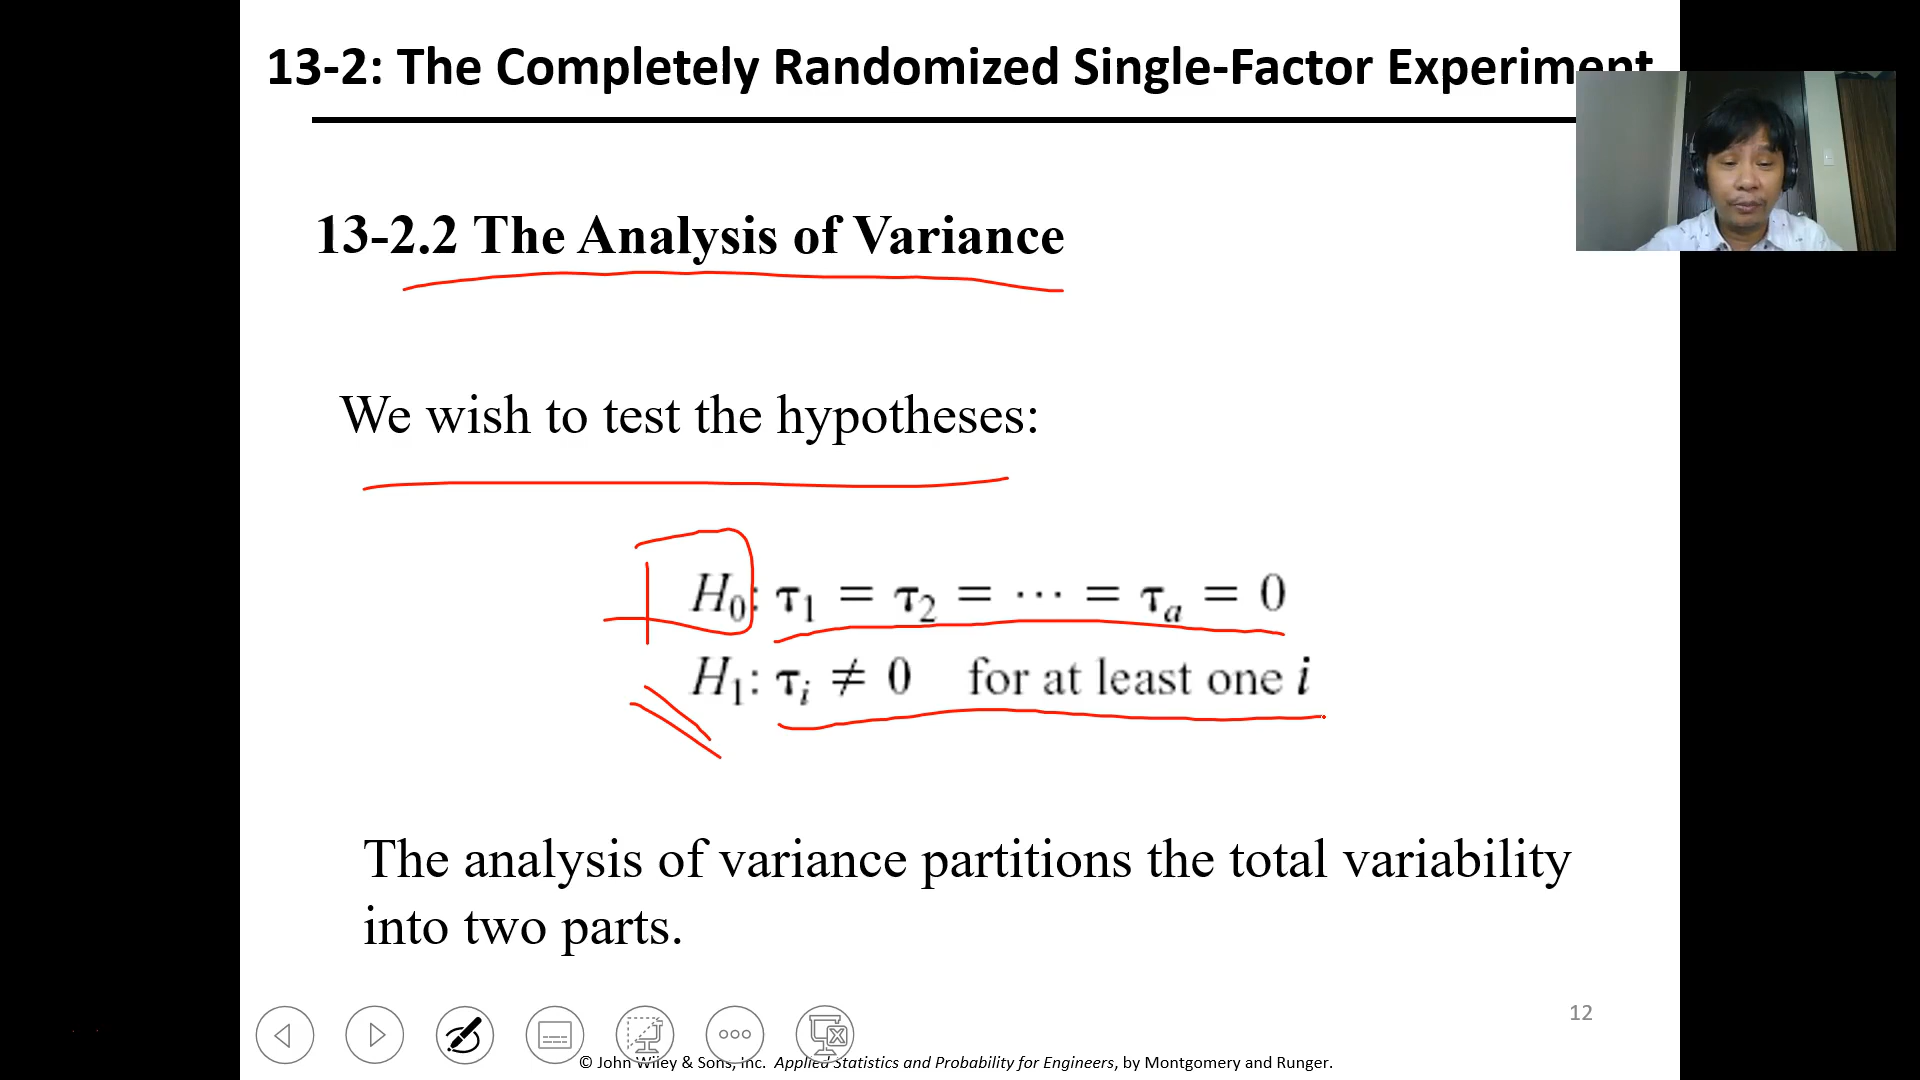 13-2: The Completely Randomized Single-Factor Experiment
13-2.2 The Analysis of Variance
We wish to test the hypotheses:
H₀: τ₁ = τ₂ = ⋯ = τₐ = 0
H₁: τᵢ ≠ 0 for at least one i
The analysis of variance partitions the total variability
into two parts.
12
© John Wiley & Sons, Inc. Applied Statistics and Probability for Engineers, by Montgomery and Runger.